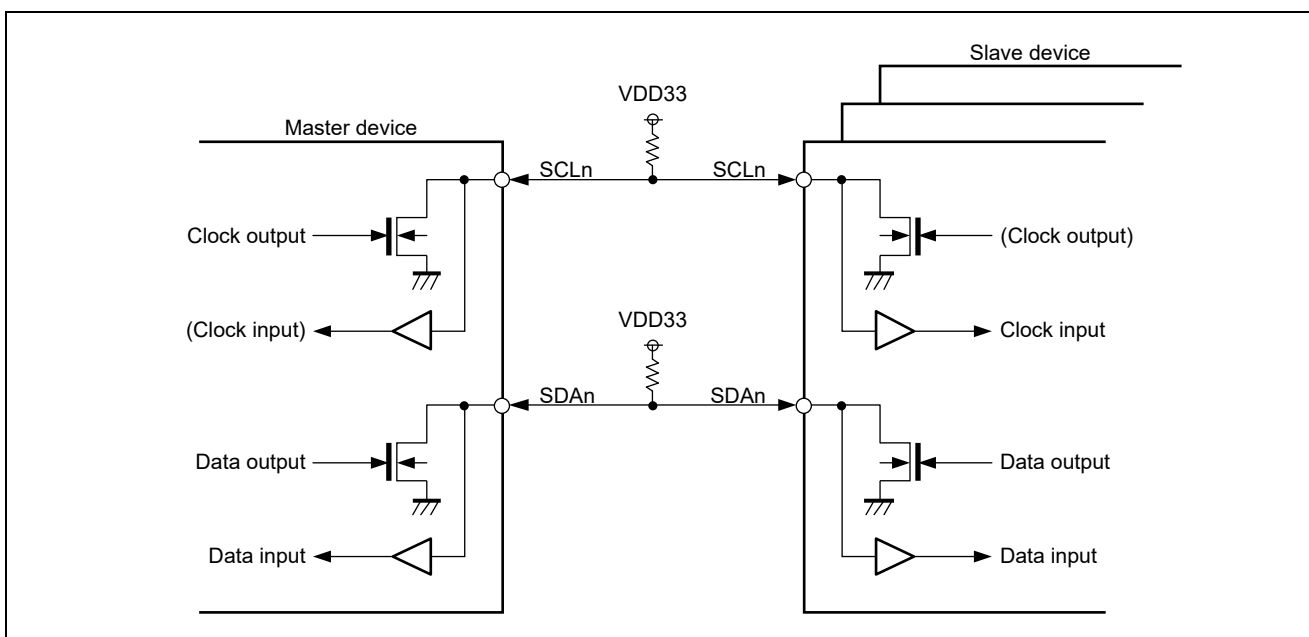 Slave device
VDD33
Master device
SCLn SCLn
Clock output (Clock output)
(Clock input) VDD33 Clock input
SDAn SDAn
Data output Data output
Data input Data input